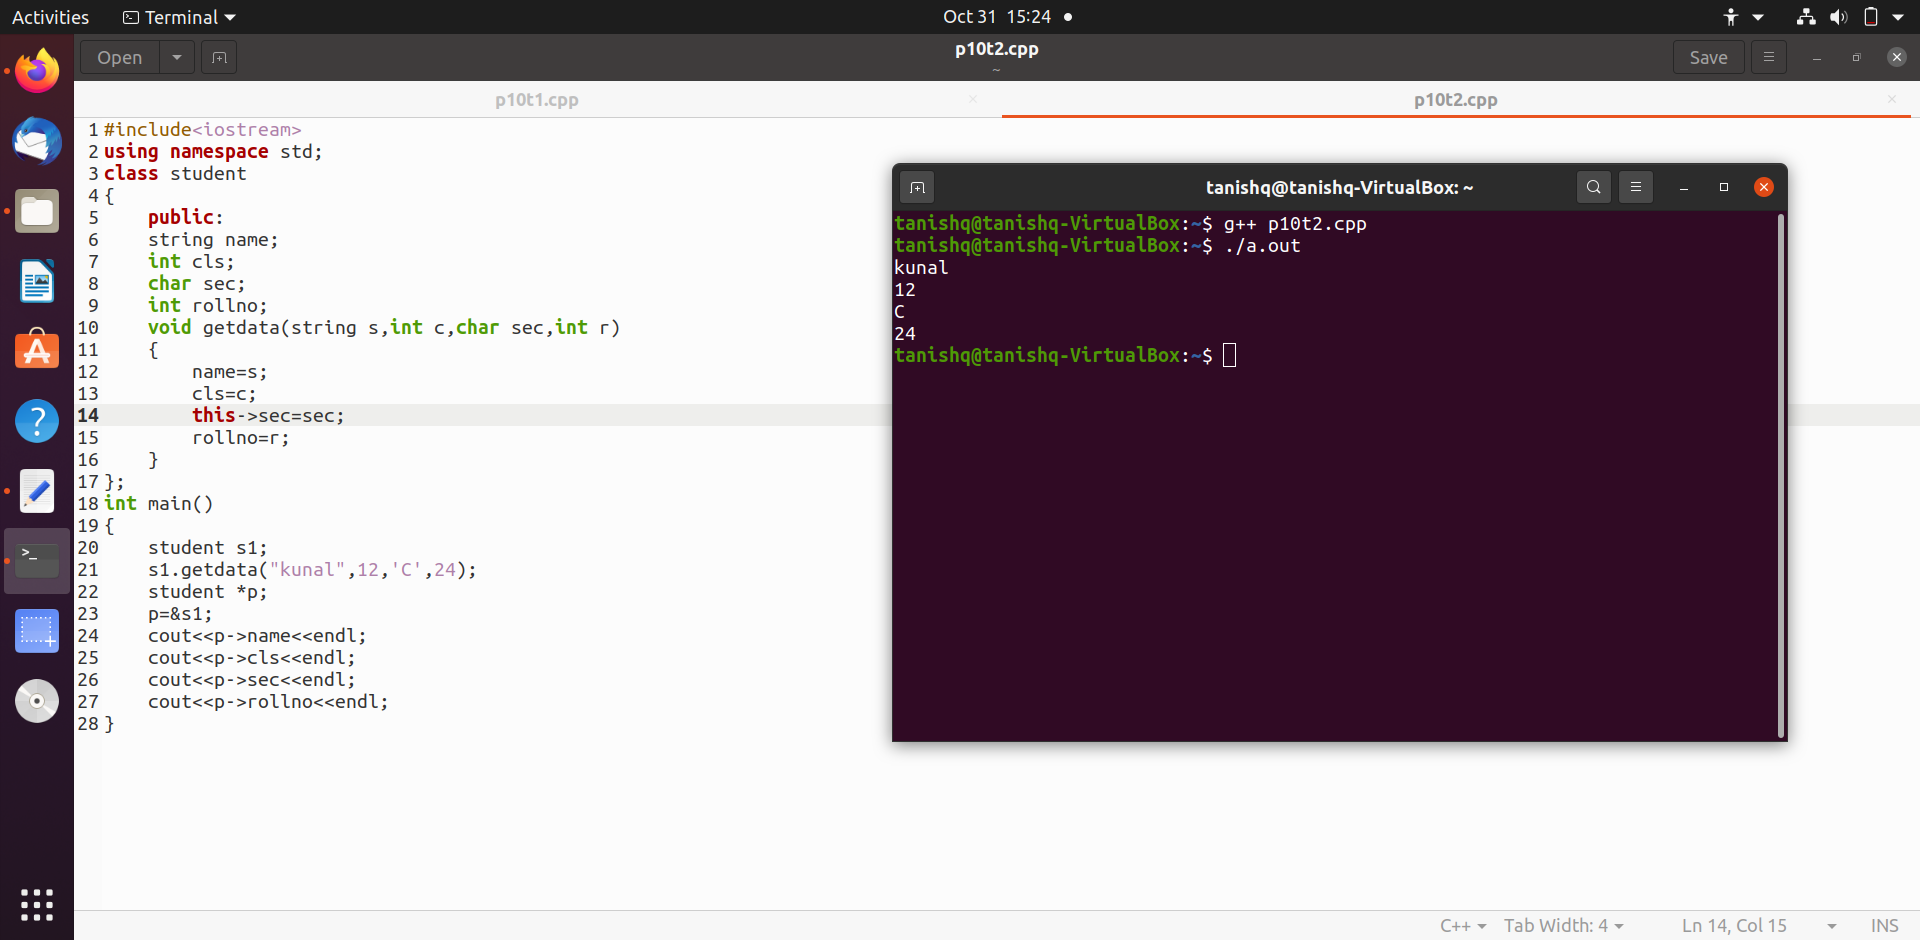 Activities Terminal Oct 31 15:24
Open p10t2.cpp Save
~
p10t1.cpp p10t2.cpp
1 #include<iostream>
2 using namespace std;
3 class student
4 {
5     public:
6     string name;
7     int cls;
8     char sec;
9     int rollno;
10     void getdata(string s,int c,char sec,int r)
11     {
12         name=s;
13         cls=c;
14         this->sec=sec;
15         rollno=r;
16     }
17 };
18 int main()
19 {
20     student s1;
21     s1.getdata("kunal",12,'C',24);
22     student *p;
23     p=&s1;
24     cout<<p->name<<endl;
25     cout<<p->cls<<endl;
26     cout<<p->sec<<endl;
27     cout<<p->rollno<<endl;
28 }
tanishq@tanishq-VirtualBox: ~
tanishq@tanishq-VirtualBox:~$ g++ p10t2.cpp
tanishq@tanishq-VirtualBox:~$ ./a.out
kunal
12
C
24
tanishq@tanishq-VirtualBox:~$
C++ Tab Width: 4 Ln 14, Col 15 INS